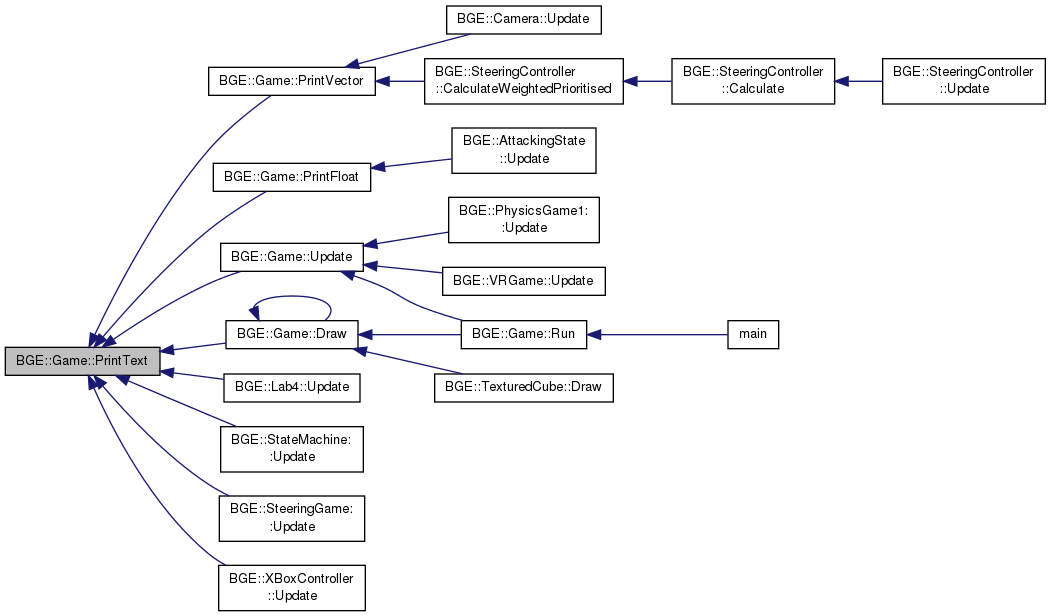 BGE::Camera::Update
BGE::Game::PrintVector
BGE::SteeringController
::CalculateWeightedPrioritised
BGE::SteeringController
::Calculate
BGE::SteeringController
::Update
BGE::AttackingState
::Update
BGE::Game::PrintFloat
BGE::PhysicsGame1:
:Update
BGE::Game::Update
BGE::VRGame::Update
BGE::Game::Draw
BGE::Game::Run
main
BGE::Game::PrintText
BGE::Lab4::Update
BGE::TexturedCube::Draw
BGE::StateMachine:
:Update
BGE::SteeringGame:
:Update
BGE::XBoxController
::Update